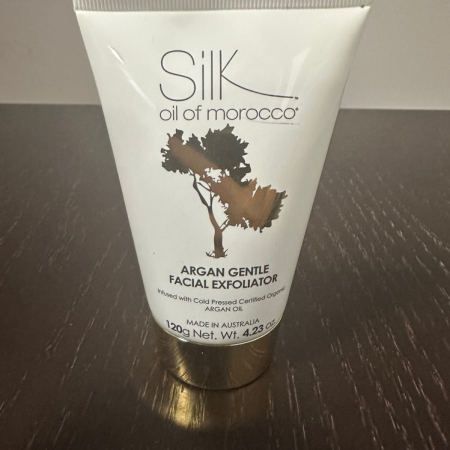 Silk
oil of morocco®
ARGAN GENTLE
FACIAL EXFOLIATOR
Infused with Cold Pressed Certified Organic
ARGAN OIL
MADE IN AUSTRALIA
120g Net. Wt. 4.23 oz.